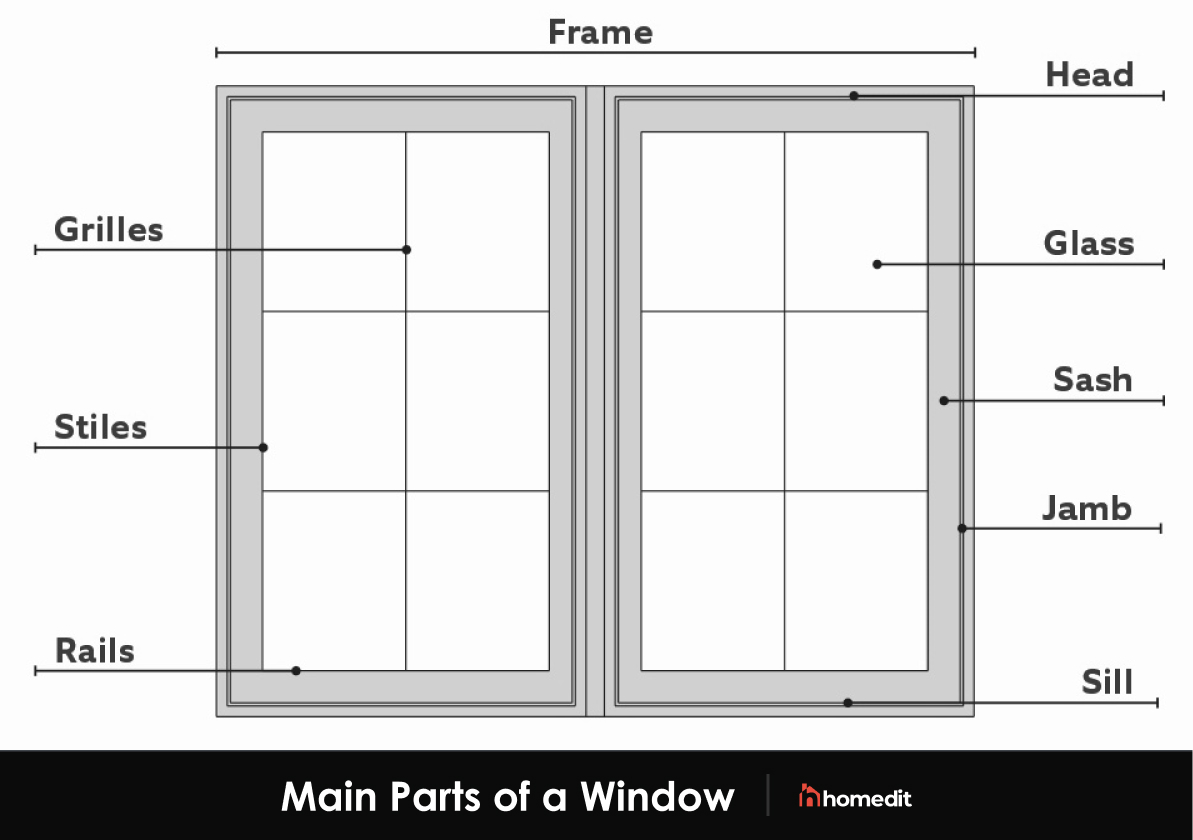 Frame
Head
Grilles
Glass
Sash
Stiles
Jamb
Rails
Sill
Main Parts of a Window
homedit